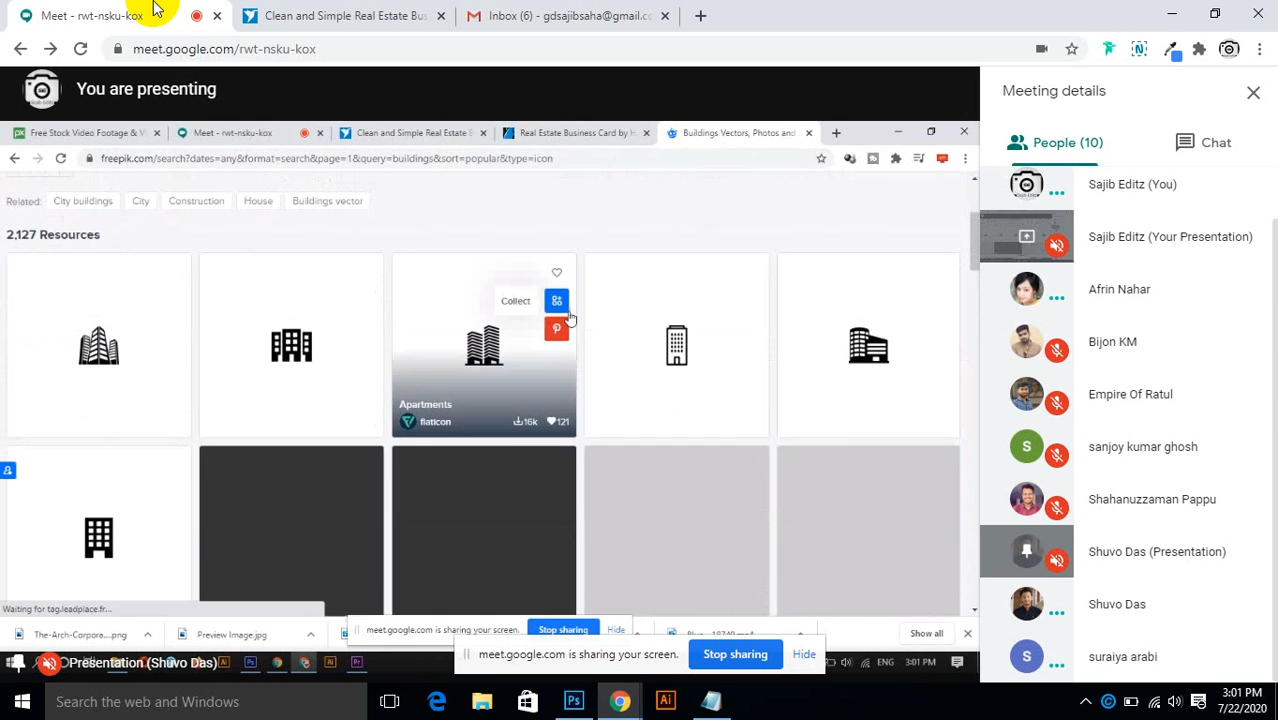 Meet - rwt-nsku-kox
Clean and Simple Real Estate Bus
Inbox (6) - gdsajibsaha@gmail.c
meet.google.com/rwt-nsku-kox
You are presenting
Meeting details
Free Stock Video Footage & V
Meet - rwt-nsku-kox
Clean and Simple Real Estate B
Real Estate Business Card by H
Buildings Vectors, Photos and
People (10)
Chat
freepik.com/search?dates=any&format=search&page=1&query=buildings&sort=popular&type=icon
Related:
City buildings
City
Construction
House
Buildings vector
2,127 Resources
Collect
Apartments
flaticon
16k
121
Sajib Editz (You)
Sajib Editz (Your Presentation)
Afrin Nahar
Bijon KM
Empire Of Ratul
S
sanjoy kumar ghosh
Shahanuzzaman Pappu
Shuvo Das (Presentation)
Shuvo Das
S
suraiya arabi
Waiting for tag.leadplace.fr...
The-Arch-Corpora....png
Preview Image.jpg
meet.google.com is sharing your screen.
Stop sharing
Hide
Show all
meet.google.com is sharing your screen.
Stop sharing
Hide
Presentation (Shuvo Das)
ENG
3:01 PM
Type here to search
Ps
Ai
3:01 PM
7/22/2020